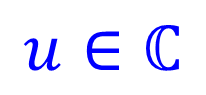 𝑢 ∈ ℂ